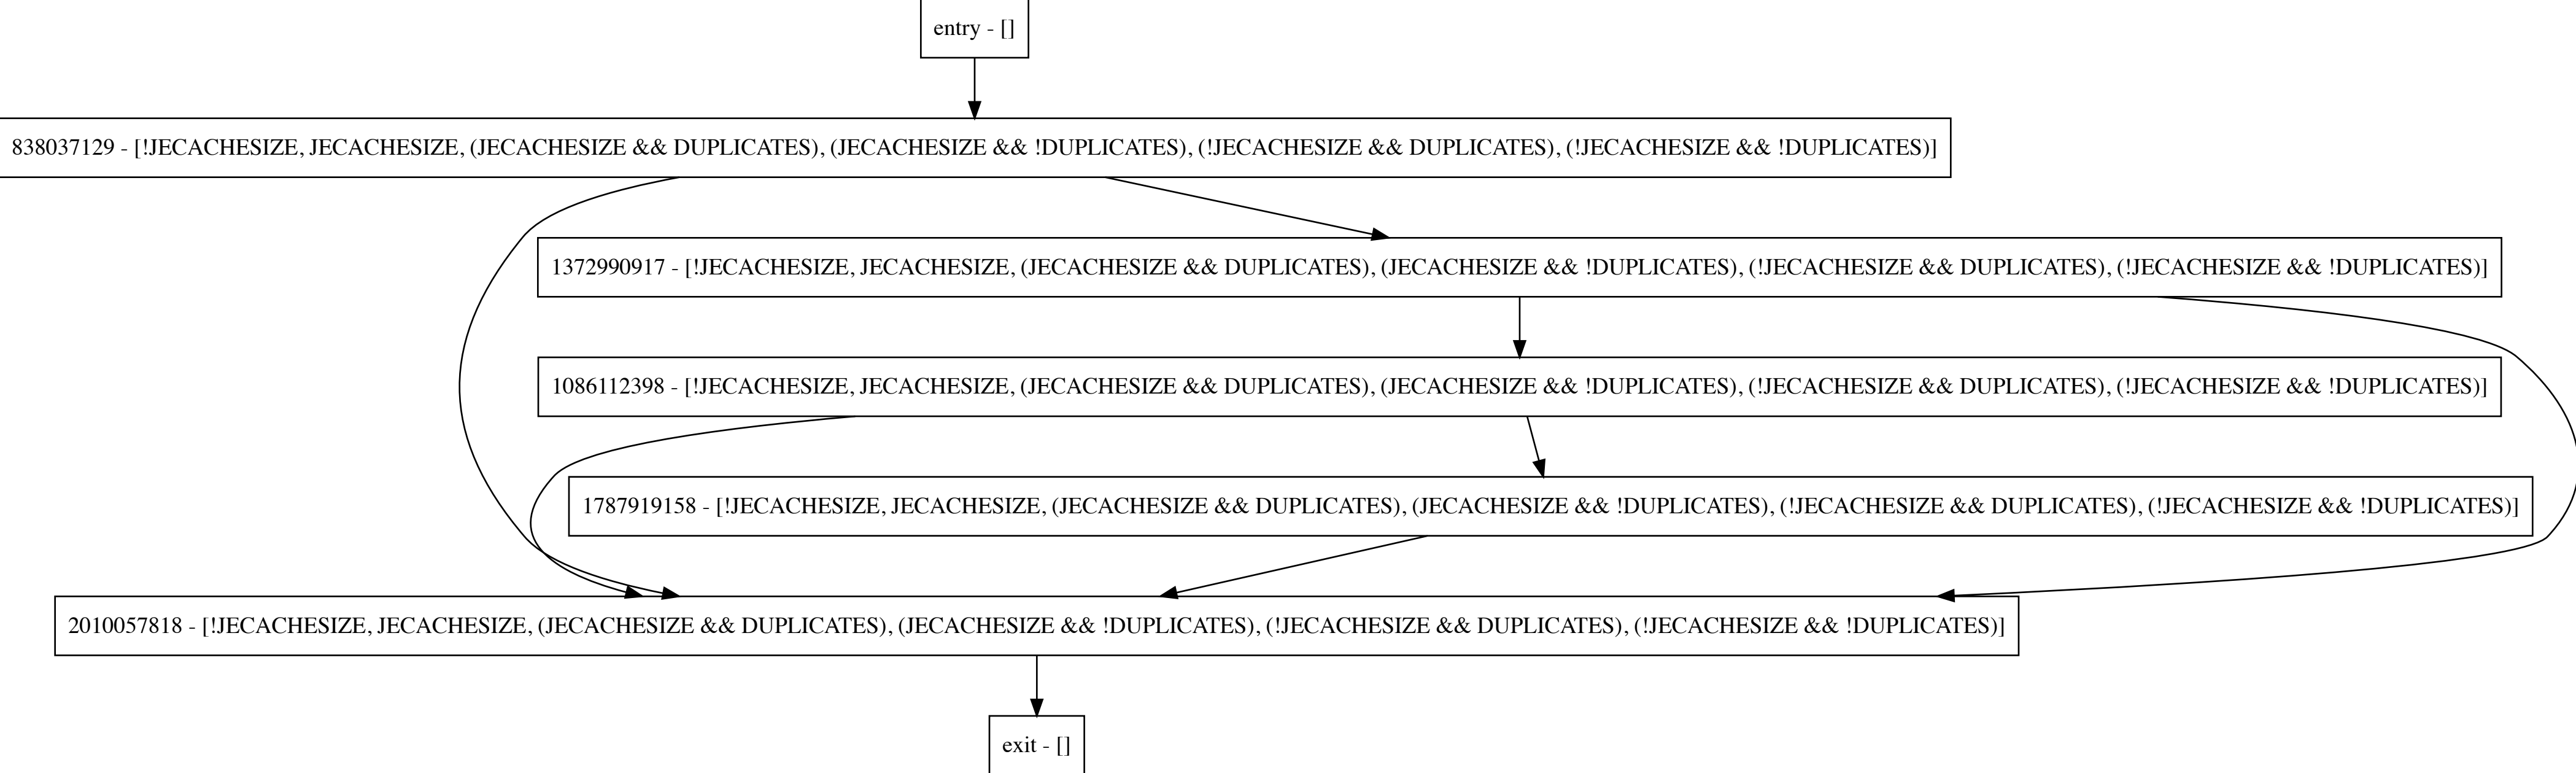 entry - []
838037129 - [!JECACHESIZE, JECACHESIZE, (JECACHESIZE && DUPLICATES), (JECACHESIZE && !DUPLICATES), (!JECACHESIZE && DUPLICATES), (!JECACHESIZE && !DUPLICATES)]
1372990917 - [!JECACHESIZE, JECACHESIZE, (JECACHESIZE && DUPLICATES), (JECACHESIZE && !DUPLICATES), (!JECACHESIZE && DUPLICATES), (!JECACHESIZE && !DUPLICATES)]
1086112398 - [!JECACHESIZE, JECACHESIZE, (JECACHESIZE && DUPLICATES), (JECACHESIZE && !DUPLICATES), (!JECACHESIZE && DUPLICATES), (!JECACHESIZE && !DUPLICATES)]
1787919158 - [!JECACHESIZE, JECACHESIZE, (JECACHESIZE && DUPLICATES), (JECACHESIZE && !DUPLICATES), (!JECACHESIZE && DUPLICATES), (!JECACHESIZE && !DUPLICATES)]
2010057818 - [!JECACHESIZE, JECACHESIZE, (JECACHESIZE && DUPLICATES), (JECACHESIZE && !DUPLICATES), (!JECACHESIZE && DUPLICATES), (!JECACHESIZE && !DUPLICATES)]
exit - []